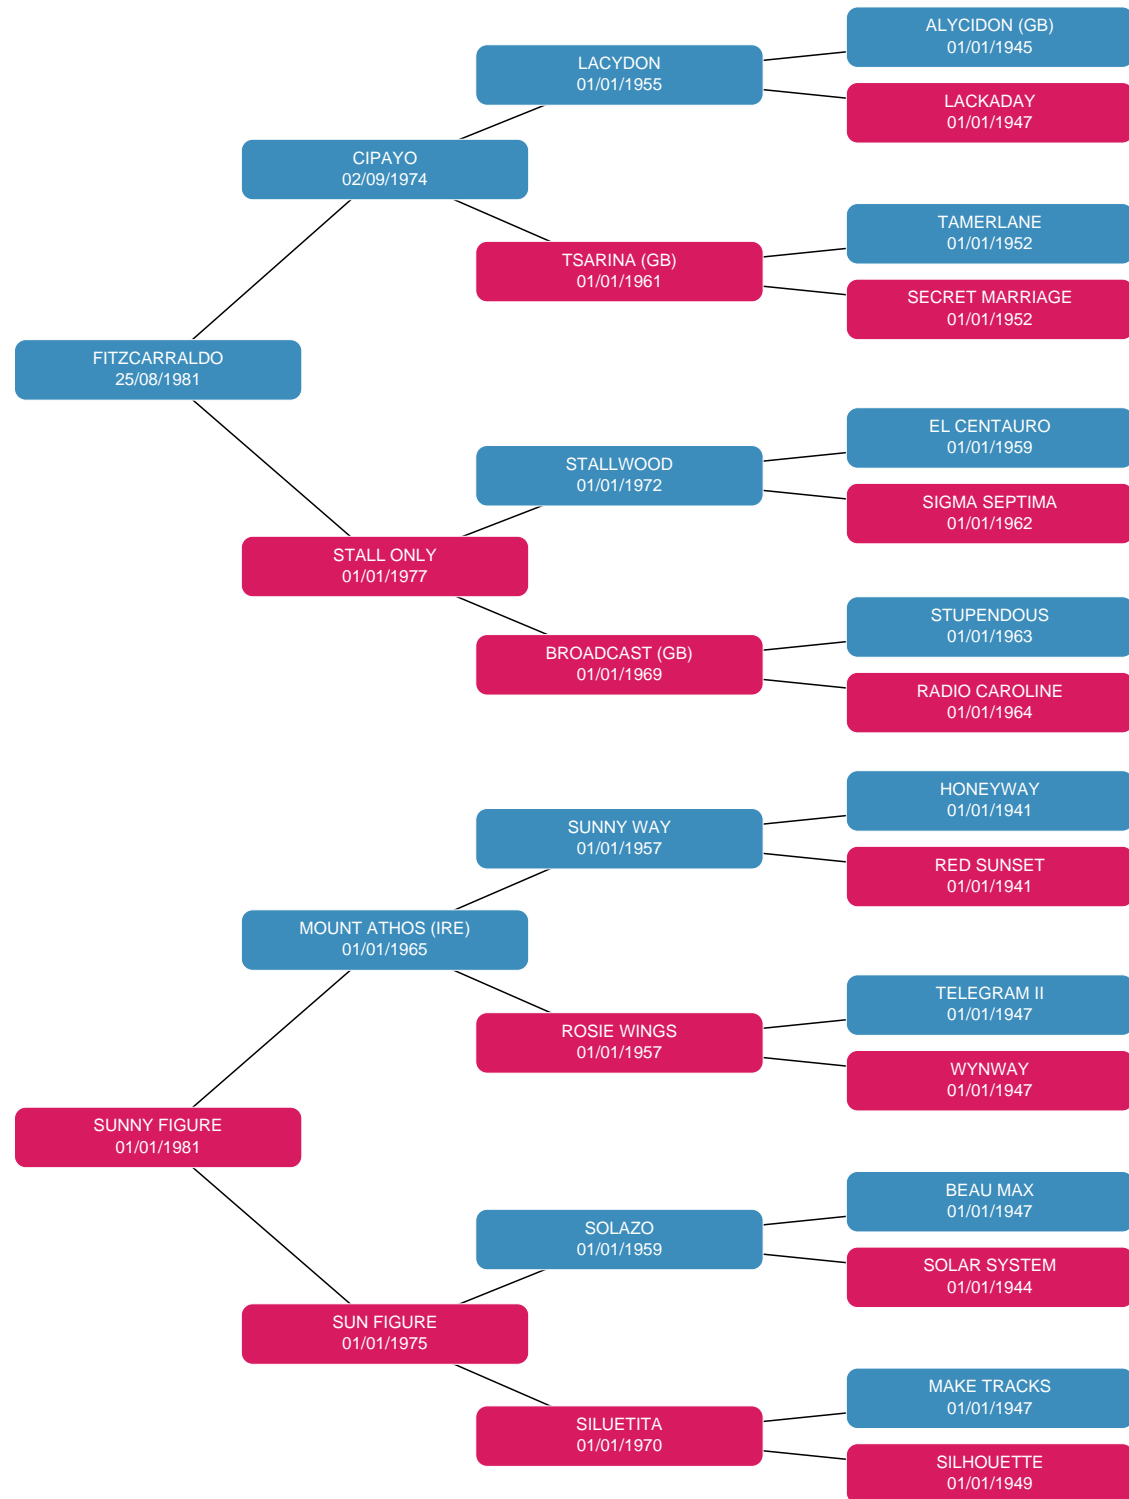 ALYCIDON (GB)
01/01/1945
LACYDON
01/01/1955
LACKADAY
01/01/1947
CIPAYO
02/09/1974
TAMERLANE
01/01/1952
TSARINA (GB)
01/01/1961
SECRET MARRIAGE
01/01/1952
FITZCARRALDO
25/08/1981
EL CENTAURO
01/01/1959
STALLWOOD
01/01/1972
SIGMA SEPTIMA
01/01/1962
STALL ONLY
01/01/1977
STUPENDOUS
01/01/1963
BROADCAST (GB)
01/01/1969
RADIO CAROLINE
01/01/1964
HONEYWAY
01/01/1941
SUNNY WAY
01/01/1957
RED SUNSET
01/01/1941
MOUNT ATHOS (IRE)
01/01/1965
TELEGRAM II
01/01/1947
ROSIE WINGS
01/01/1957
WYNWAY
01/01/1947
SUNNY FIGURE
01/01/1981
BEAU MAX
01/01/1947
SOLAZO
01/01/1959
SOLAR SYSTEM
01/01/1944
SUN FIGURE
01/01/1975
MAKE TRACKS
01/01/1947
SILUETITA
01/01/1970
SILHOUETTE
01/01/1949